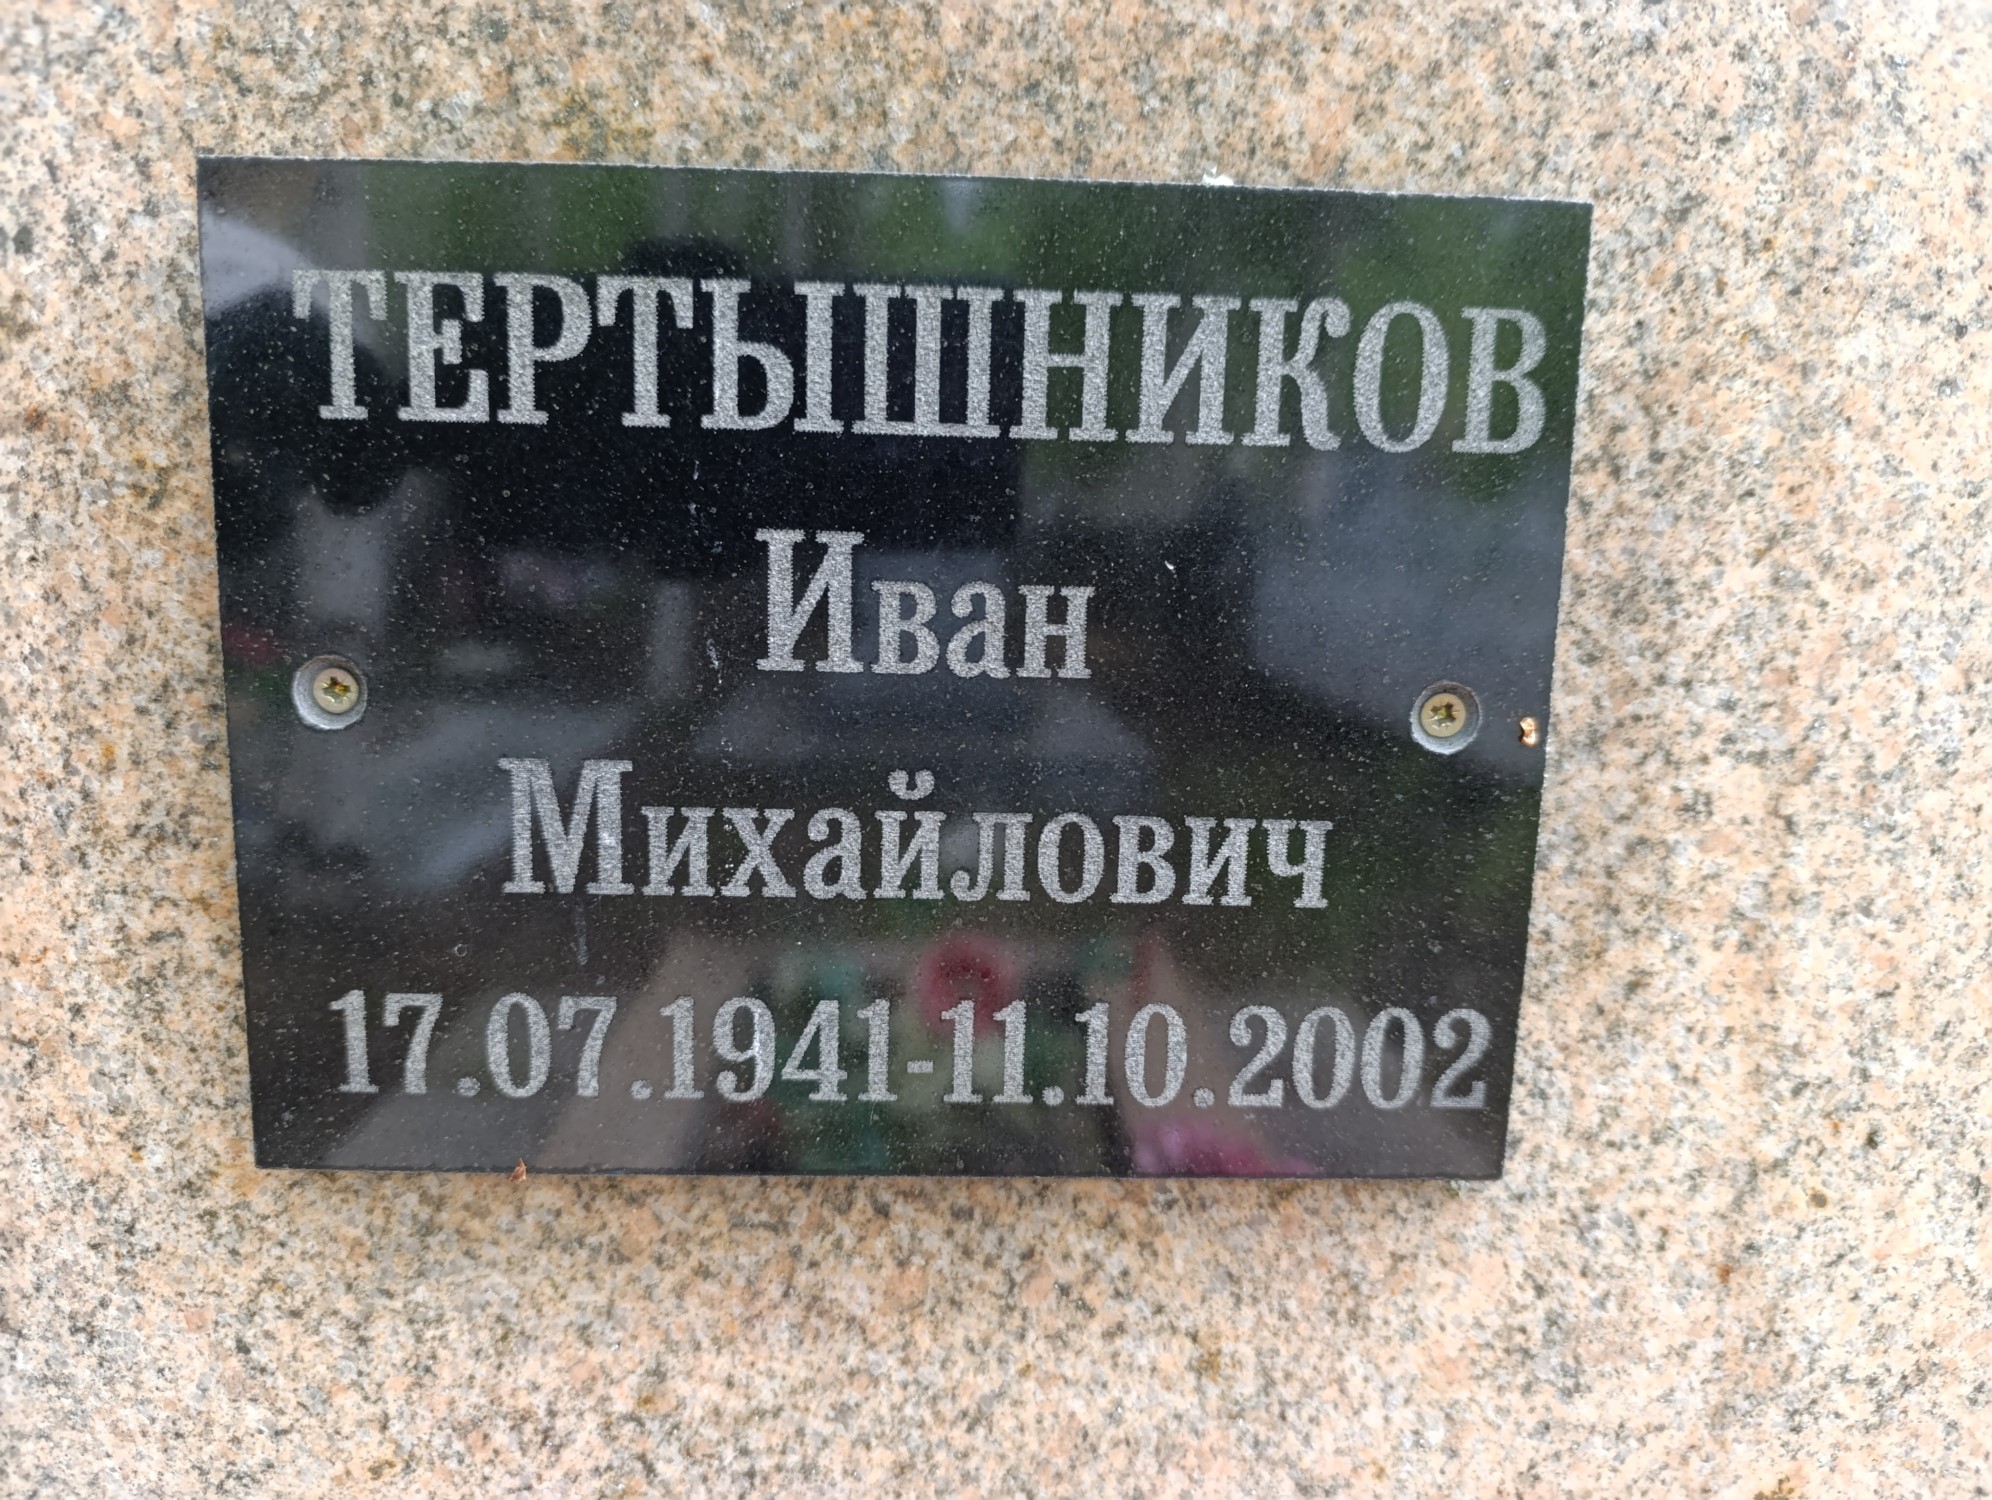 ТЕРТЫШНИКОВ
Иван
Михайлович
17.07.1941-11.10.2002